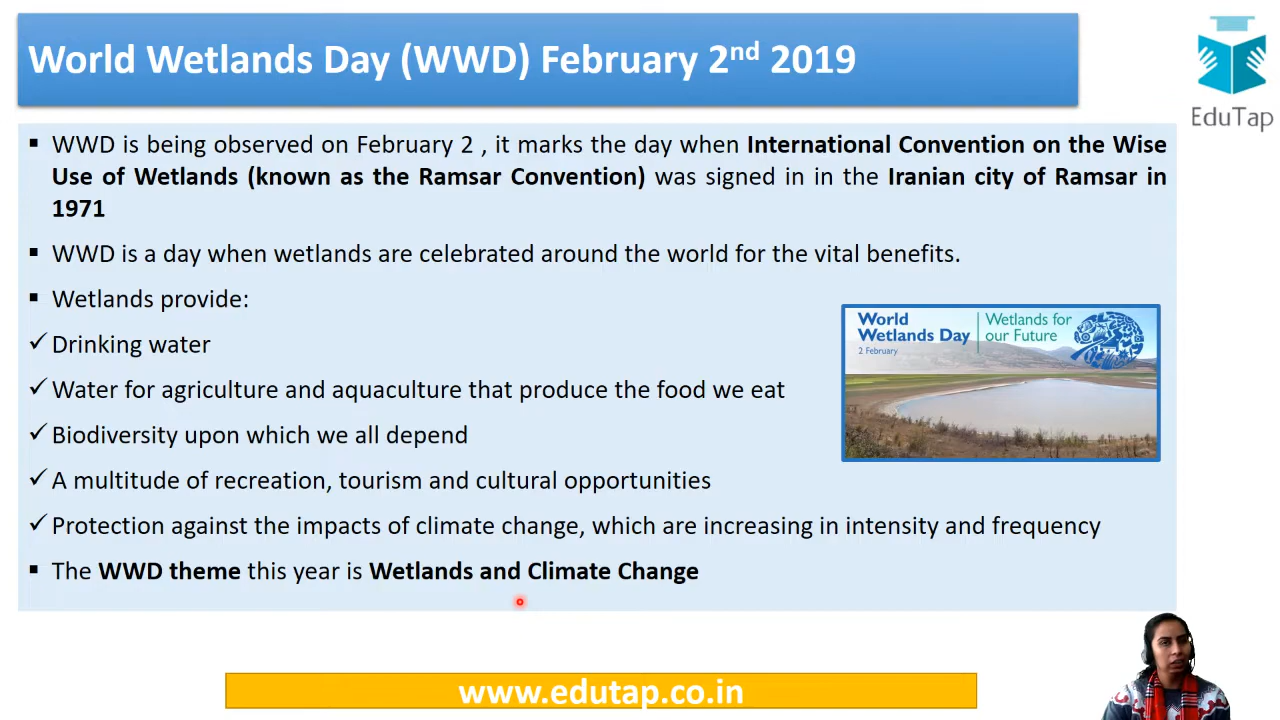 World Wetlands Day (WWD) February 2nd 2019
EduTap
▪ WWD is being observed on February 2 , it marks the day when International Convention on the Wise
Use of Wetlands (known as the Ramsar Convention) was signed in in the Iranian city of Ramsar in
1971
▪ WWD is a day when wetlands are celebrated around the world for the vital benefits.
▪ Wetlands provide:
✓ Drinking water
✓ Water for agriculture and aquaculture that produce the food we eat
✓ Biodiversity upon which we all depend
✓ A multitude of recreation, tourism and cultural opportunities
✓ Protection against the impacts of climate change, which are increasing in intensity and frequency
▪ The WWD theme this year is Wetlands and Climate Change
World
Wetlands Day
2 February
Wetlands for
our Future
www.edutap.co.in